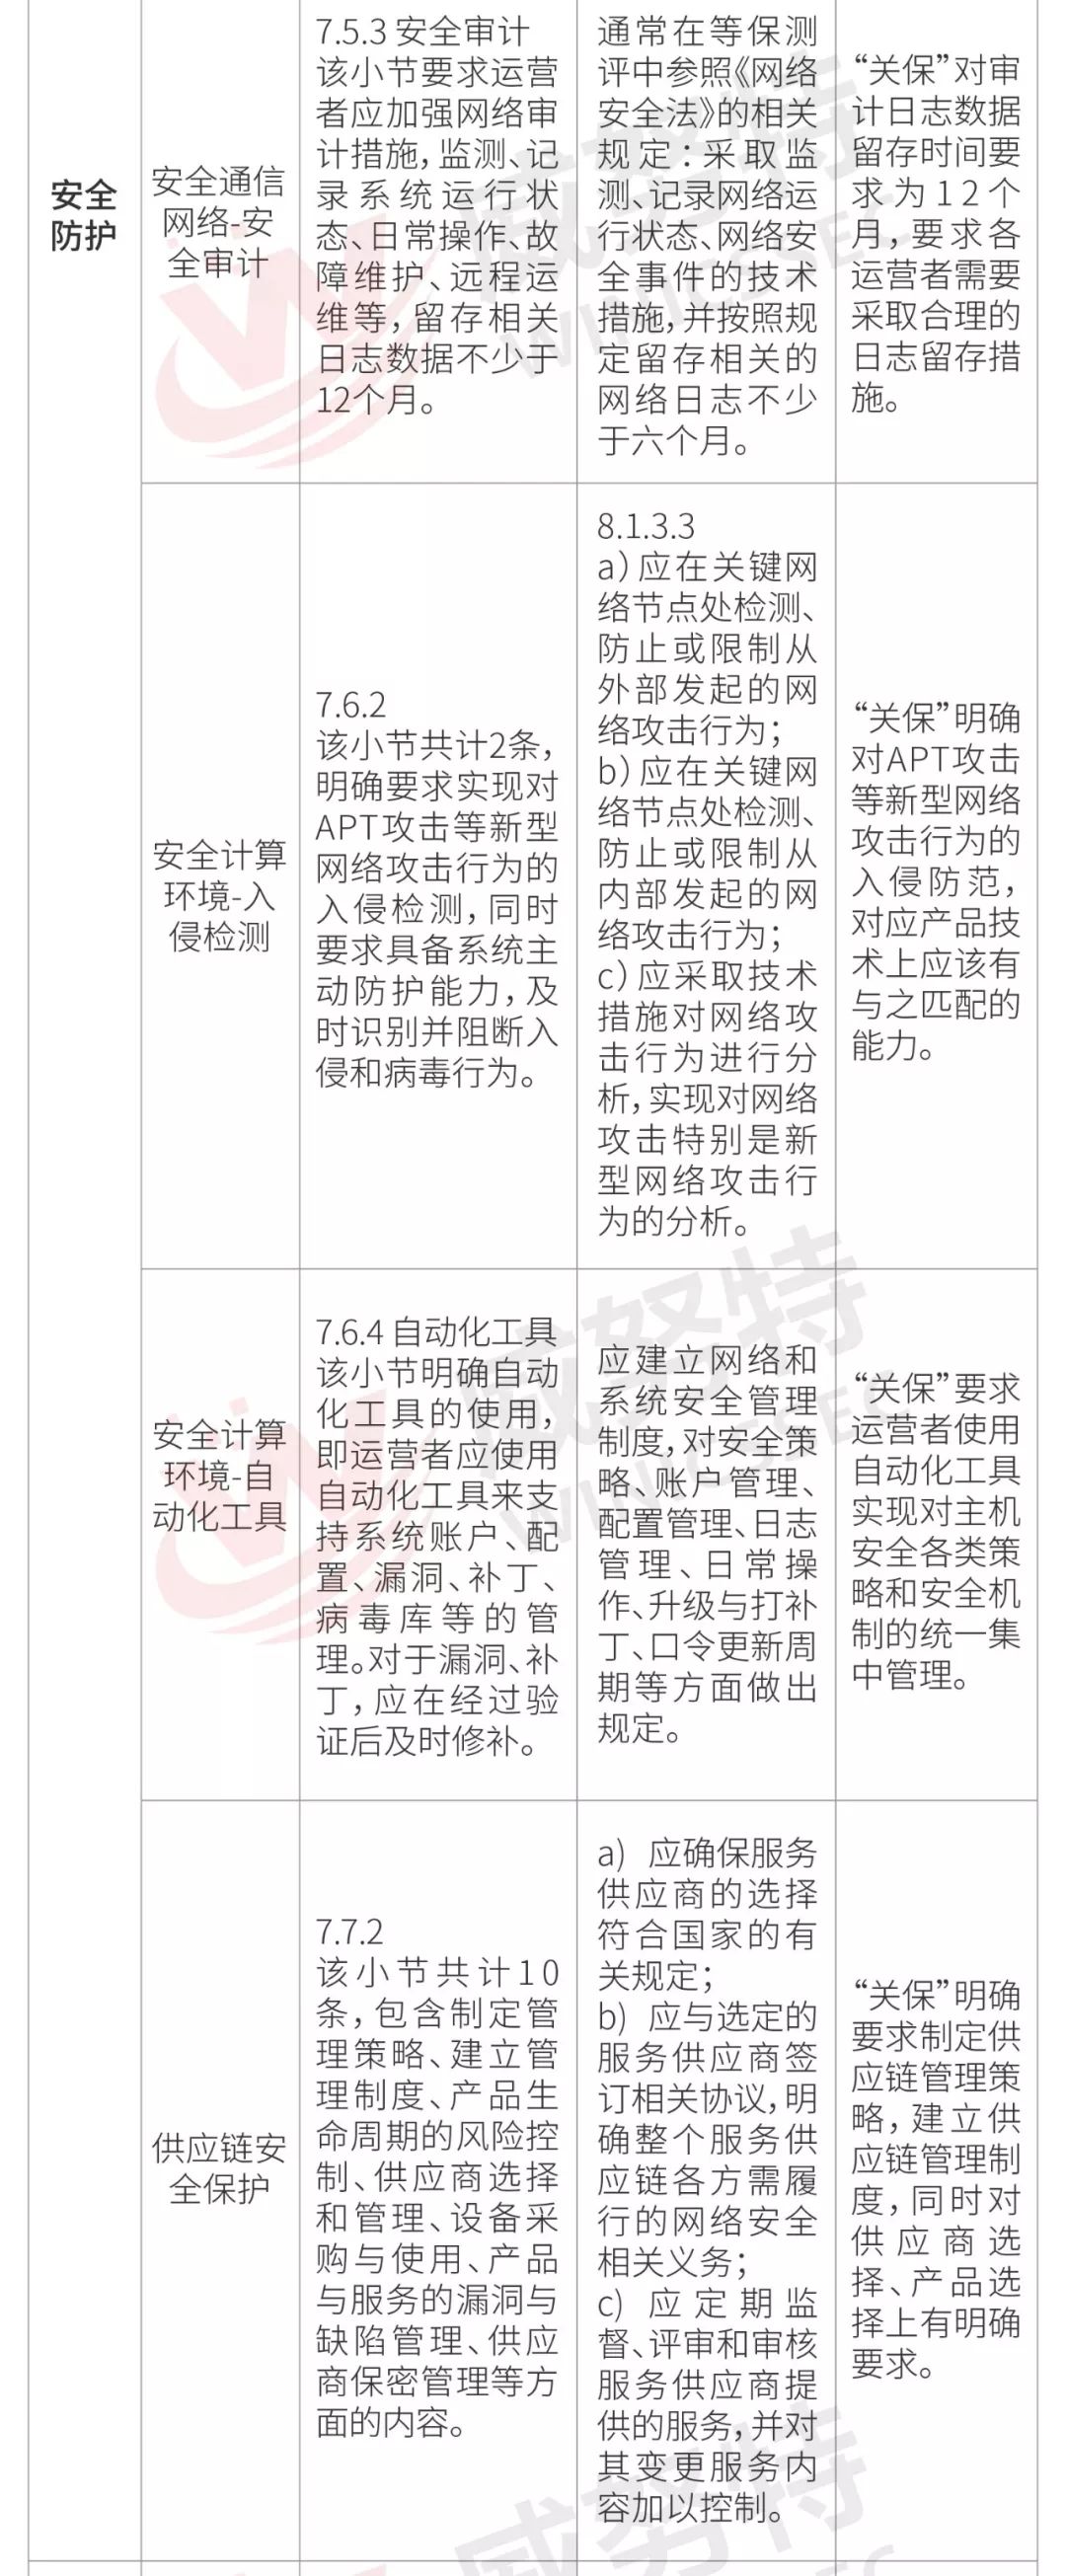 安全
防护
安全通信
网络-安
全审计
7.5.3 安全审计
该小节要求运营
者应加强网络审
计措施，监测、记
录系统运行状
态、日常操作、故
障维护、远程运
维等，留存相关
日志数据不少于
12个月。
通常在等保测
评中参照《网络
安全法》的相关
规定：采取监
测、记录网络运
行状态、网络安
全事件的技术
措施，并按照规
定留存相关的
网络日志不少
于六个月。
“关保”对审
计日志数据
留存时间要
求为12个
月，要求各
运营者需要
采取合理的
日志留存措
施。
安全计算
环境-入
侵检测
7.6.2
该小节共计2条，
明确要求实现对
APT攻击等新型
网络攻击行为的
入侵检测，同时
要求具备系统主
动防护能力，及
时识别并阻断入
侵和病毒行为。
8.1.3.3
a）应在关键网
络节点处检测、
防止或限制从
外部发起的网
络攻击行为；
b）应在关键网
络节点处检测、
防止或限制从
内部发起的网
络攻击行为；
c）应采取技术
措施对网络攻
击行为进行分
析，实现对网络
攻击特别是新
型网络攻击行
为的分析。
“关保”明确
对APT攻击
等新型网络
攻击行为的
入侵防范，
对应产品技
术上应该有
与之匹配的
能力。
安全计算
环境-自
动化工具
7.6.4 自动化工具
该小节明确自动
化工具的使用，
即运营者应使用
自动化工具来支
持系统账户、配
置、漏洞、补丁、
病毒库等的管
理。对于漏洞、补
丁，应在经过验
证后及时修补。
应建立网络和
系统安全管理
制度，对安全策
略、账户管理、
配置管理、日志
管理、日常操
作、升级与打补
丁、口令更新周
期等方面做出
规定。
“关保”要求
运营者使用
自动化工具
实现对主机
安全各类策
略和安全机
制的统一集
中管理。
供应链安
全保护
7.7.2
该小节共计10
条，包含制定管
理策略、建立管
理制度、产品生
命周期的风险控
制、供应商选择
和管理、设备采
购与使用、产品
与服务的漏洞与
缺陷管理、供应
商保密管理等方
面的内容。
a) 应确保服务
供应商的选择
符合国家的有
关规定；
b) 应与选定的
服务供应商签
订相关协议，明
确整个服务供
应链各方需履
行的网络安全
相关义务；
c) 应定期监
督、评审和审核
服务供应商提
供的服务，并对
其变更服务内
容加以控制。
“关保”明确
要求制定供
应链管理策
略，建立供
应链管理制
度，同时对
供应商选
择、产品选
择上有明确
要求。
威努特
WINICSSEC
威努特
WINICSSEC
威努特